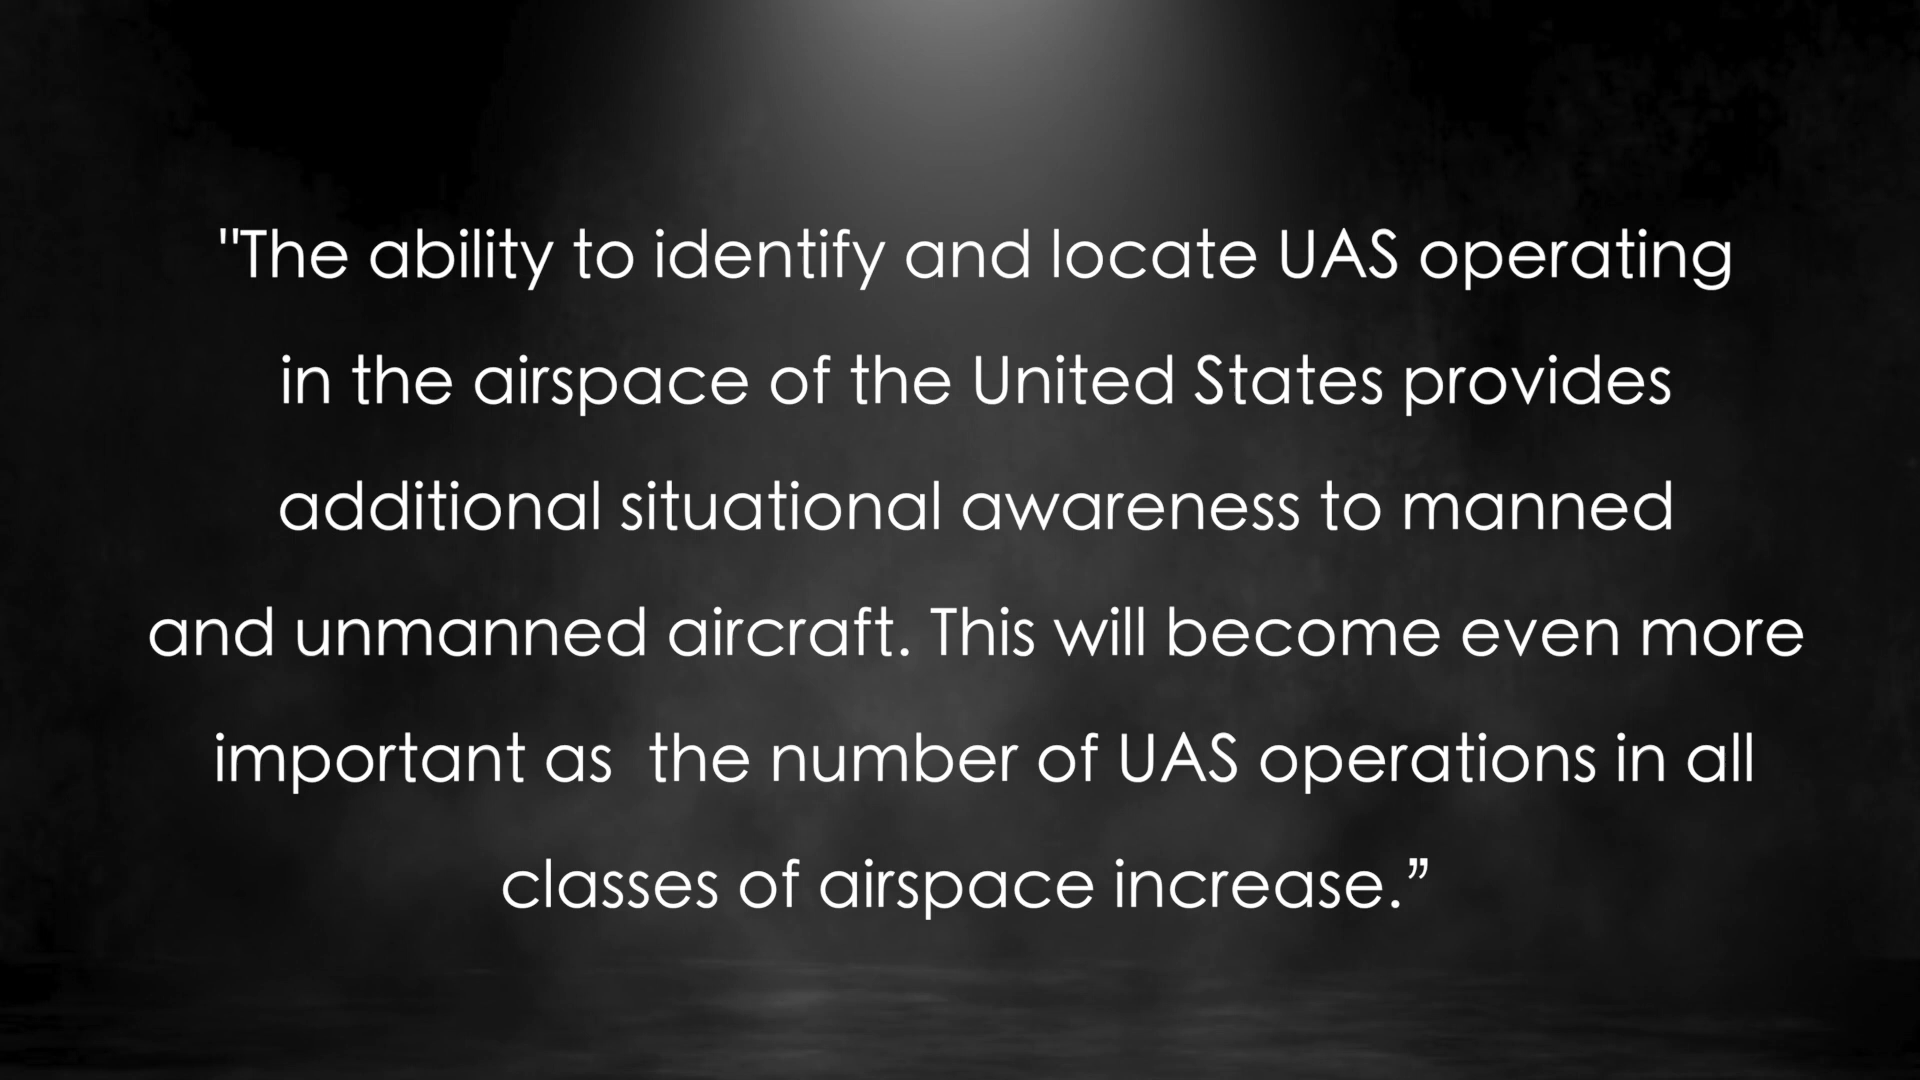 "The ability to identify and locate UAS operating
in the airspace of the United States provides
additional situational awareness to manned
and unmanned aircraft. This will become even more
important as  the number of UAS operations in all
classes of airspace increase.”